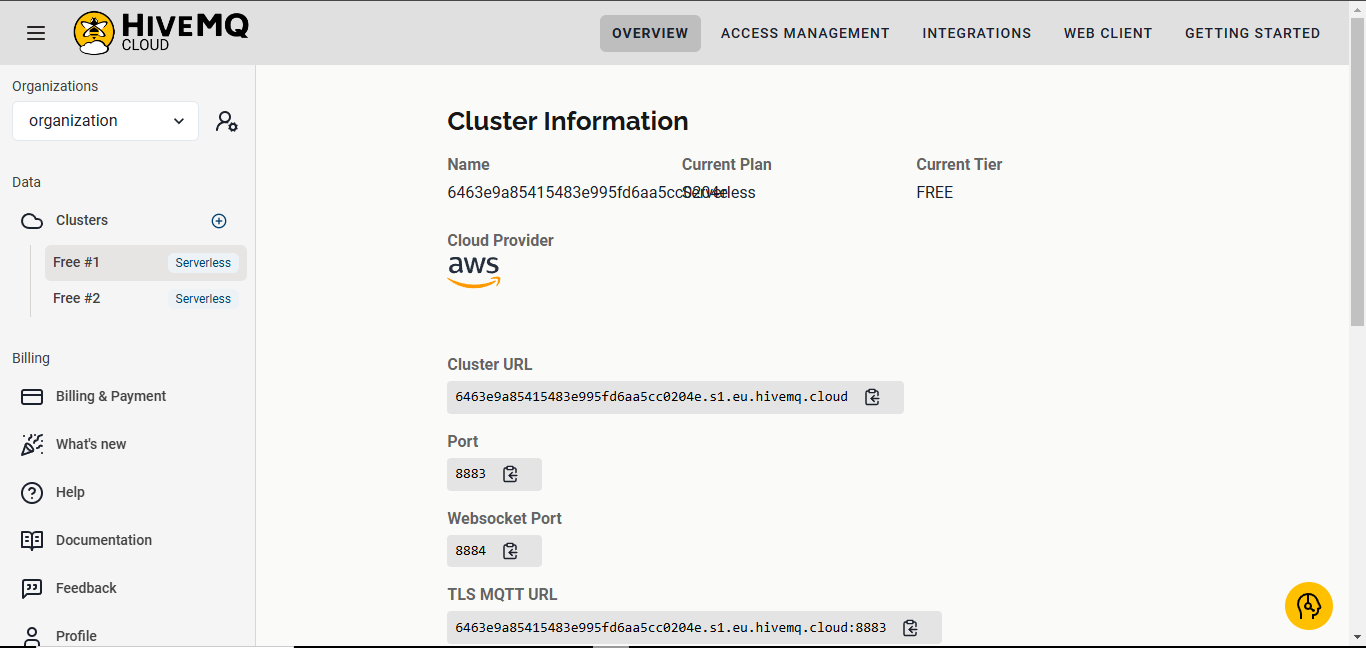 HIVEMQ
CLOUD
OVERVIEW
ACCESS MANAGEMENT
INTEGRATIONS
WEB CLIENT
GETTING STARTED
Organizations
organization
Data
Clusters
Free #1 Serverless
Free #2 Serverless
Billing
Billing & Payment
What's new
Help
Documentation
Feedback
Profile
Cluster Information
Name
Current Plan
Current Tier
6463e9a85415483e995fd6aa5cc0204e
Serverless
FREE
Cloud Provider
aws
Cluster URL
6463e9a85415483e995fd6aa5cc0204e.s1.eu.hivemq.cloud
Port
8883
Websocket Port
8884
TLS MQTT URL
6463e9a85415483e995fd6aa5cc0204e.s1.eu.hivemq.cloud:8883